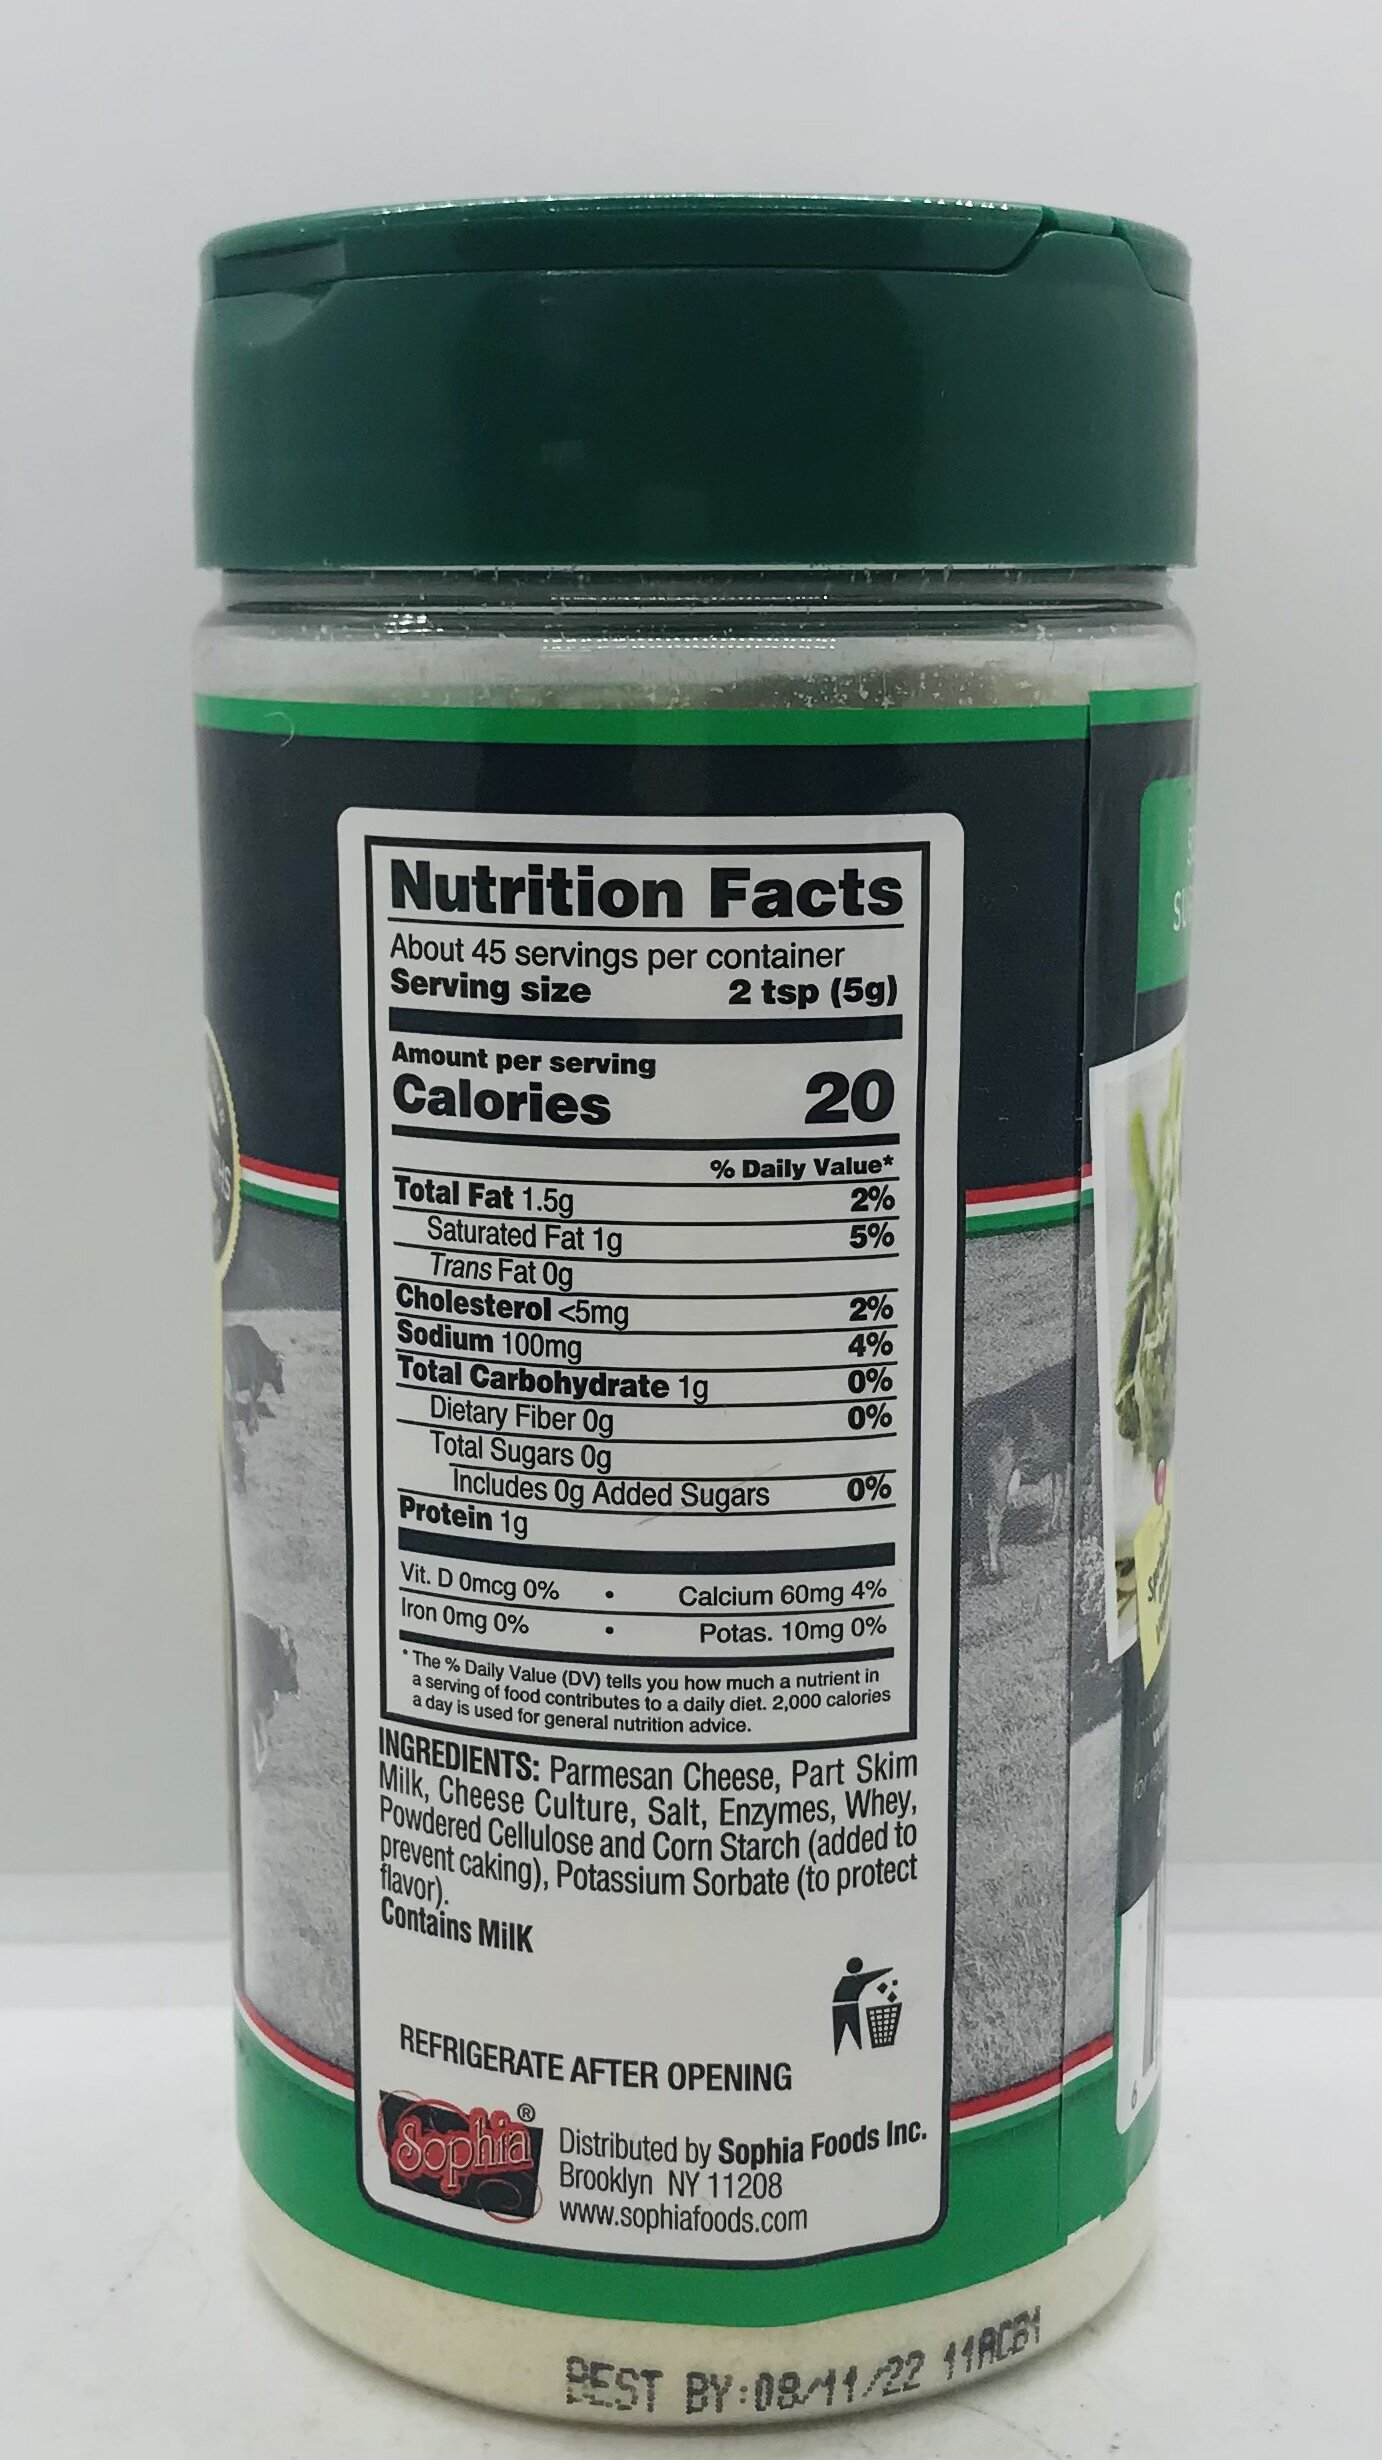 Nutrition Facts
About 45 servings per container
Serving size 2 tsp (5g)
Amount per serving
Calories 20
% Daily Value*
Total Fat 1.5g 2%
Saturated Fat 1g 5%
Trans Fat 0g
Cholesterol <5mg 2%
Sodium 100mg 4%
Total Carbohydrate 1g 0%
Dietary Fiber 0g 0%
Total Sugars 0g
Includes 0g Added Sugars 0%
Protein 1g
Vit. D 0mcg 0% • Calcium 60mg 4%
Iron 0mg 0% • Potas. 10mg 0%
* The % Daily Value (DV) tells you how much a nutrient in
a serving of food contributes to a daily diet. 2,000 calories
a day is used for general nutrition advice.
INGREDIENTS: Parmesan Cheese, Part Skim
Milk, Cheese Culture, Salt, Enzymes, Whey,
Powdered Cellulose and Corn Starch (added to
prevent caking), Potassium Sorbate (to protect
flavor).
Contains MilK
REFRIGERATE AFTER OPENING
Sophia®
Distributed by Sophia Foods Inc.
Brooklyn NY 11208
www.sophiafoods.com
6
BEST BY:08/11/22 11ACB1